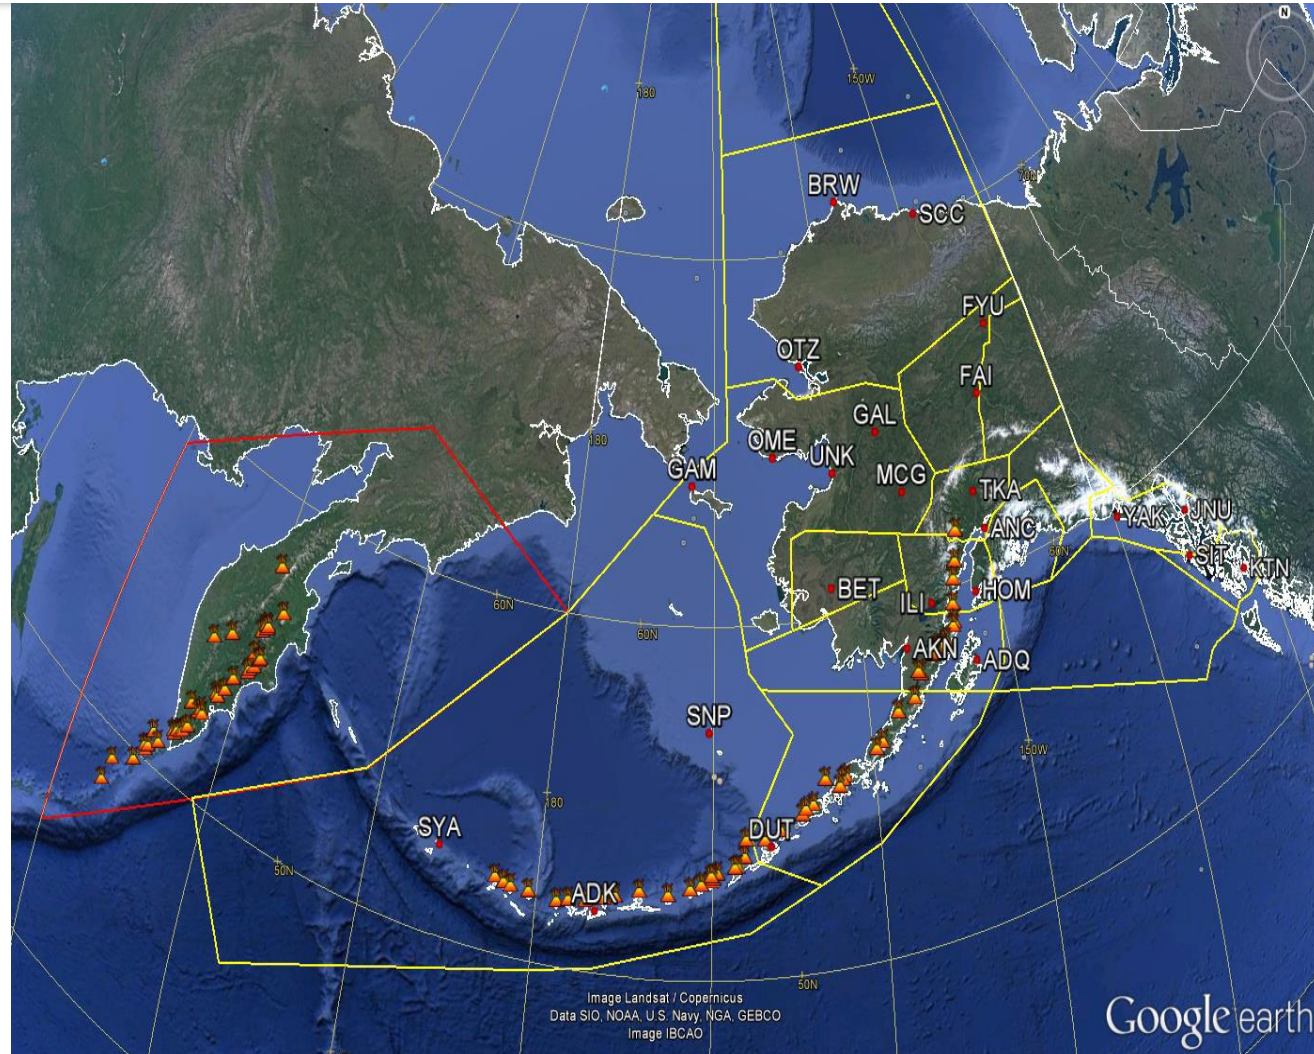 N
180
150W
70N
BRW
SCC
FYU
OTZ
FAI
GAL
180
OME
UNK
GAM
MCG
TKA
JNU
YAK
ANC
60N
SIT
KTN
60N
BET
ILI
HOM
60N
AKN
ADQ
SNP
150W
180
SYA
DUT
50N
ADK
50N
Image Landsat / Copernicus
Data SIO, NOAA, U.S. Navy, NGA, GEBCO
Image IBCAO
Google earth